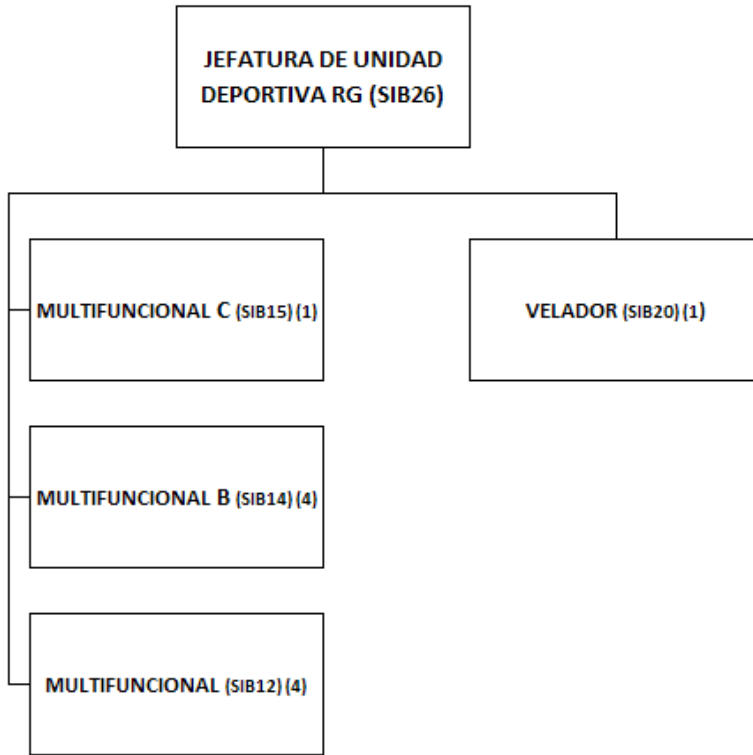 JEFATURA DE UNIDAD
DEPORTIVA RG (SIB26)
MULTIFUNCIONAL C (SIB15) (1)
VELADOR (SIB20) (1)
MULTIFUNCIONAL B (SIB14) (4)
MULTIFUNCIONAL (SIB12) (4)